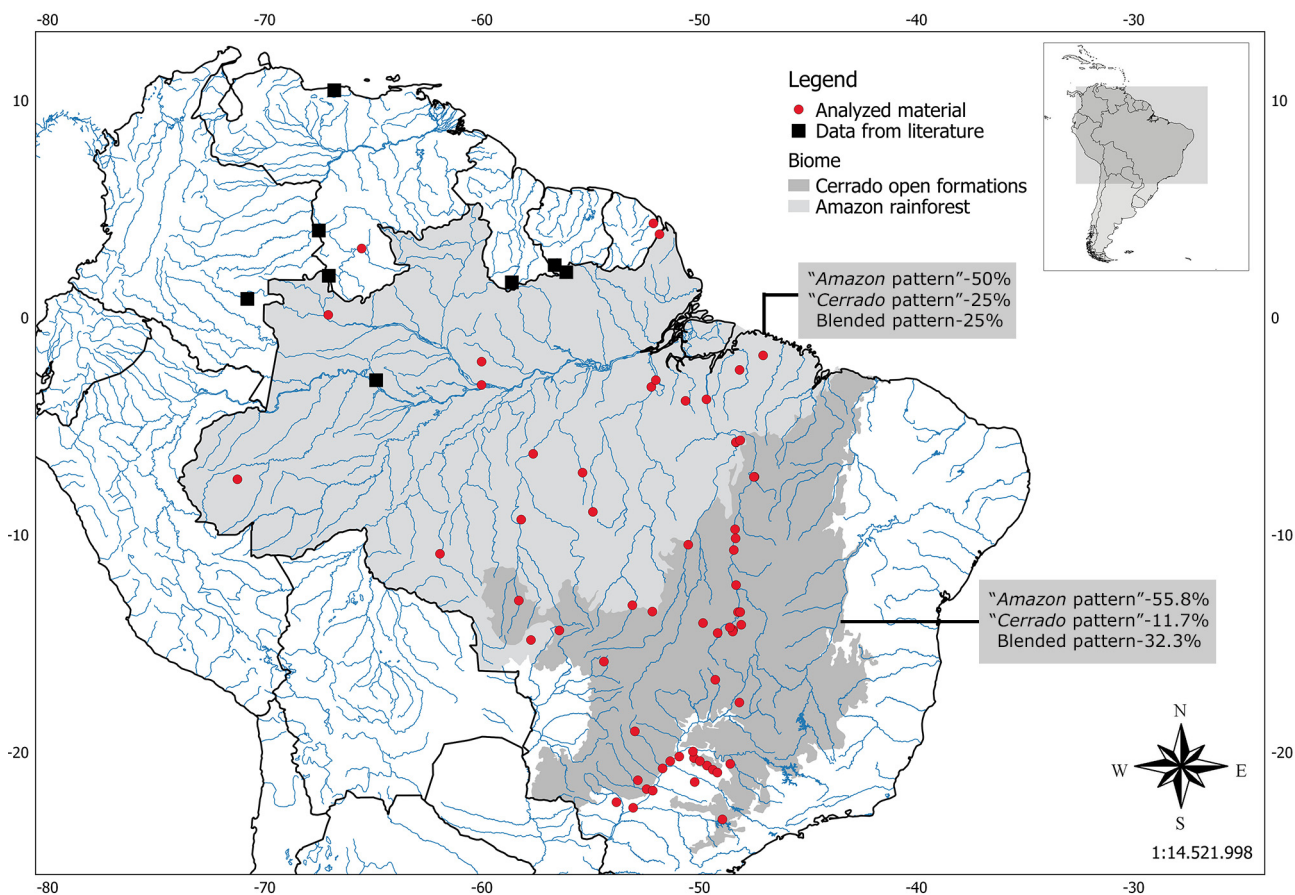 -80 -70 -60 -50 -40 -30
10 10
Legend
Analyzed material
Data from literature
Biome
Cerrado open formations
Amazon rainforest
"Amazon pattern"-50%
"Cerrado pattern"-25%
Blended pattern-25%
0 0
-10 -10
"Amazon pattern"-55.8%
"Cerrado pattern"-11.7%
Blended pattern-32.3%
N
W E
S
-20 -20
1:14.521.998
-80 -70 -60 -50 -40 -30